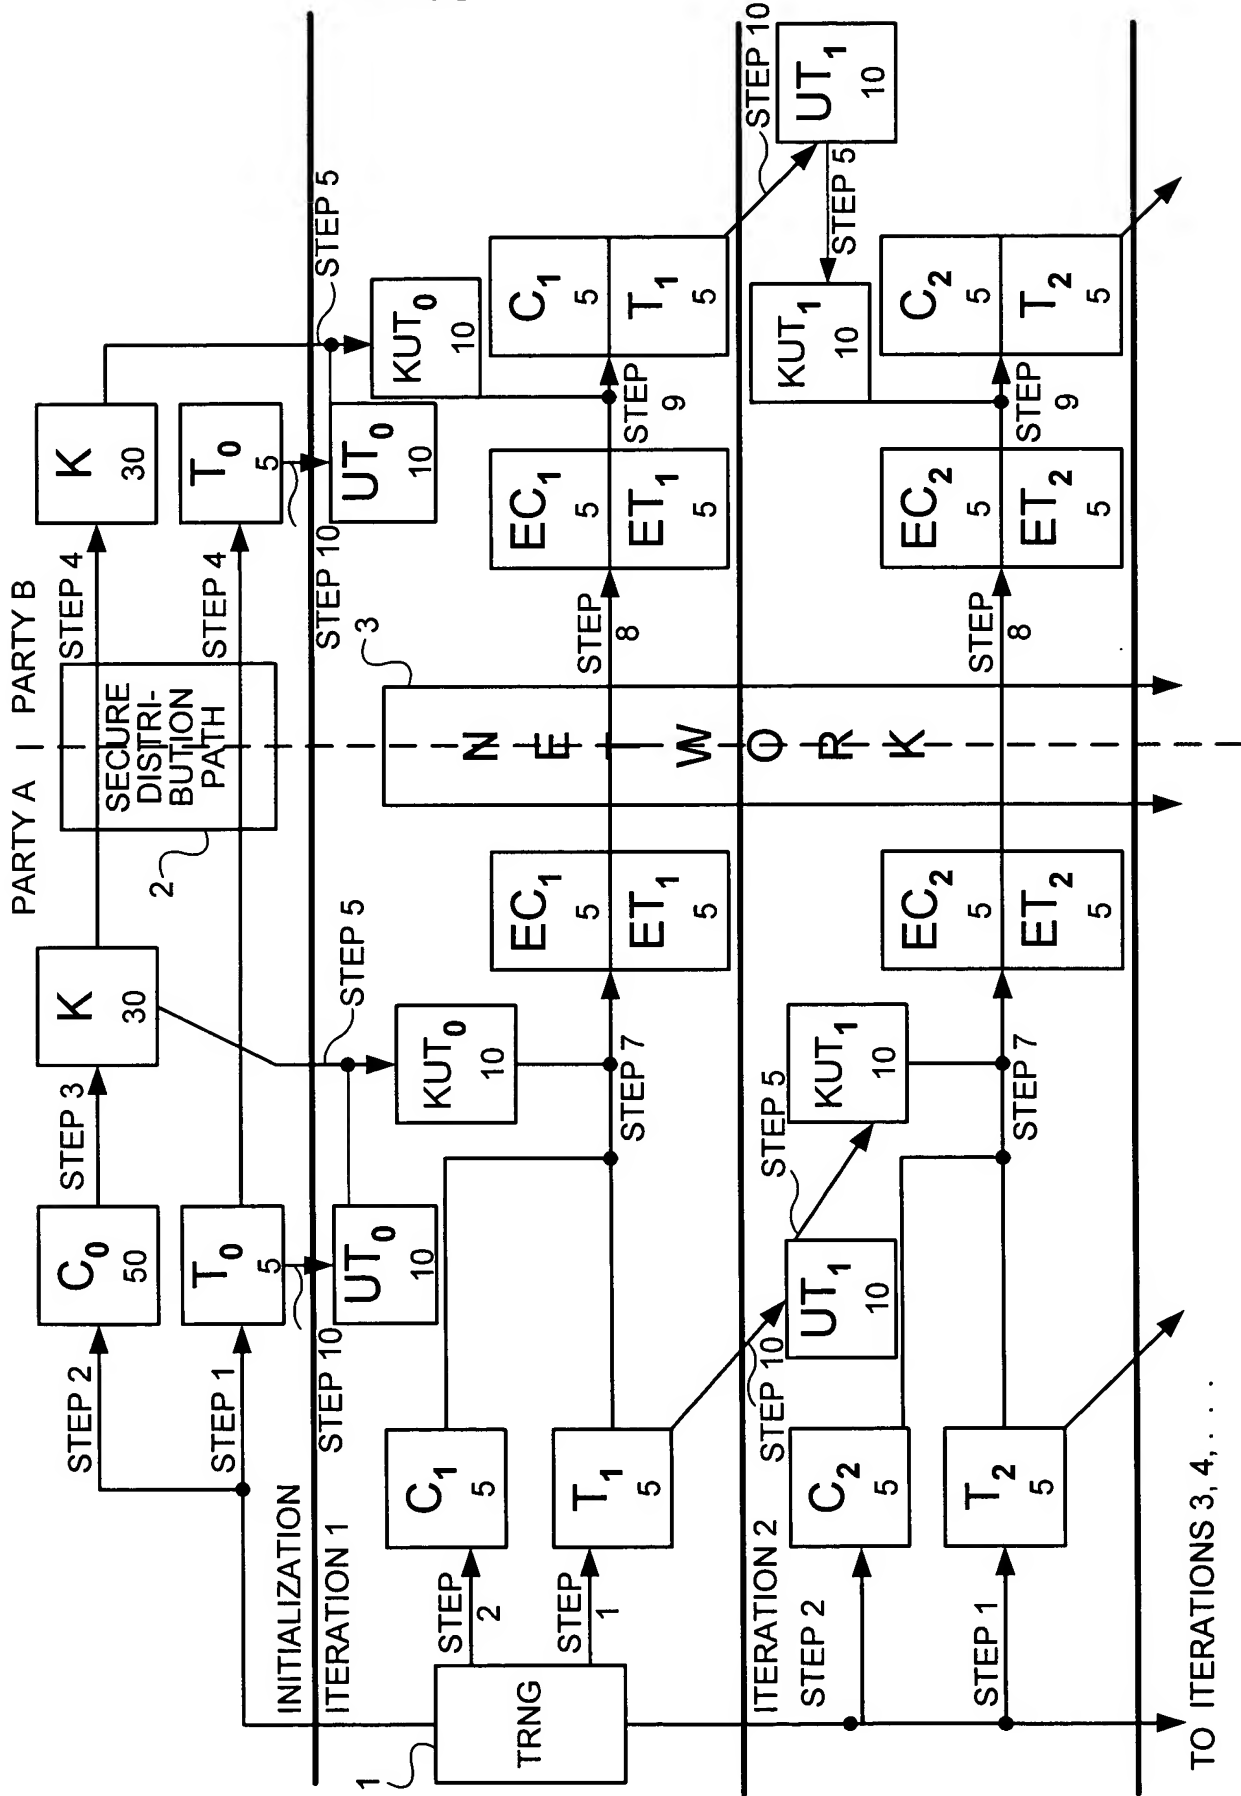 PARTY A | PARTY B
STEP 2
C0
50
STEP 3
K
30
SECURE
DISTRI-
BUTION
PATH
2
STEP 4
K
30
STEP 1
T0
5
STEP 4
T0
5
INITIALIZATION
ITERATION 1
STEP 10
UT0
10
STEP 5
STEP 10
UT0
10
STEP 5
1
TRNG
STEP
2
C1
5
KUT0
10
3
KUT0
10
STEP
1
T1
5
STEP 7
EC1
5
ET1
5
NETWORK
STEP
8
EC1
5
ET1
5
STEP
9
C1
5
T1
5
ITERATION 2
STEP 10
UT1
10
STEP 5
KUT1
10
KUT1
10
STEP 5
UT1
10
STEP 10
STEP 2
C2
5
STEP 1
T2
5
STEP 7
EC2
5
ET2
5
STEP
8
EC2
5
ET2
5
STEP
9
C2
5
T2
5
TO ITERATIONS 3, 4, . . . .